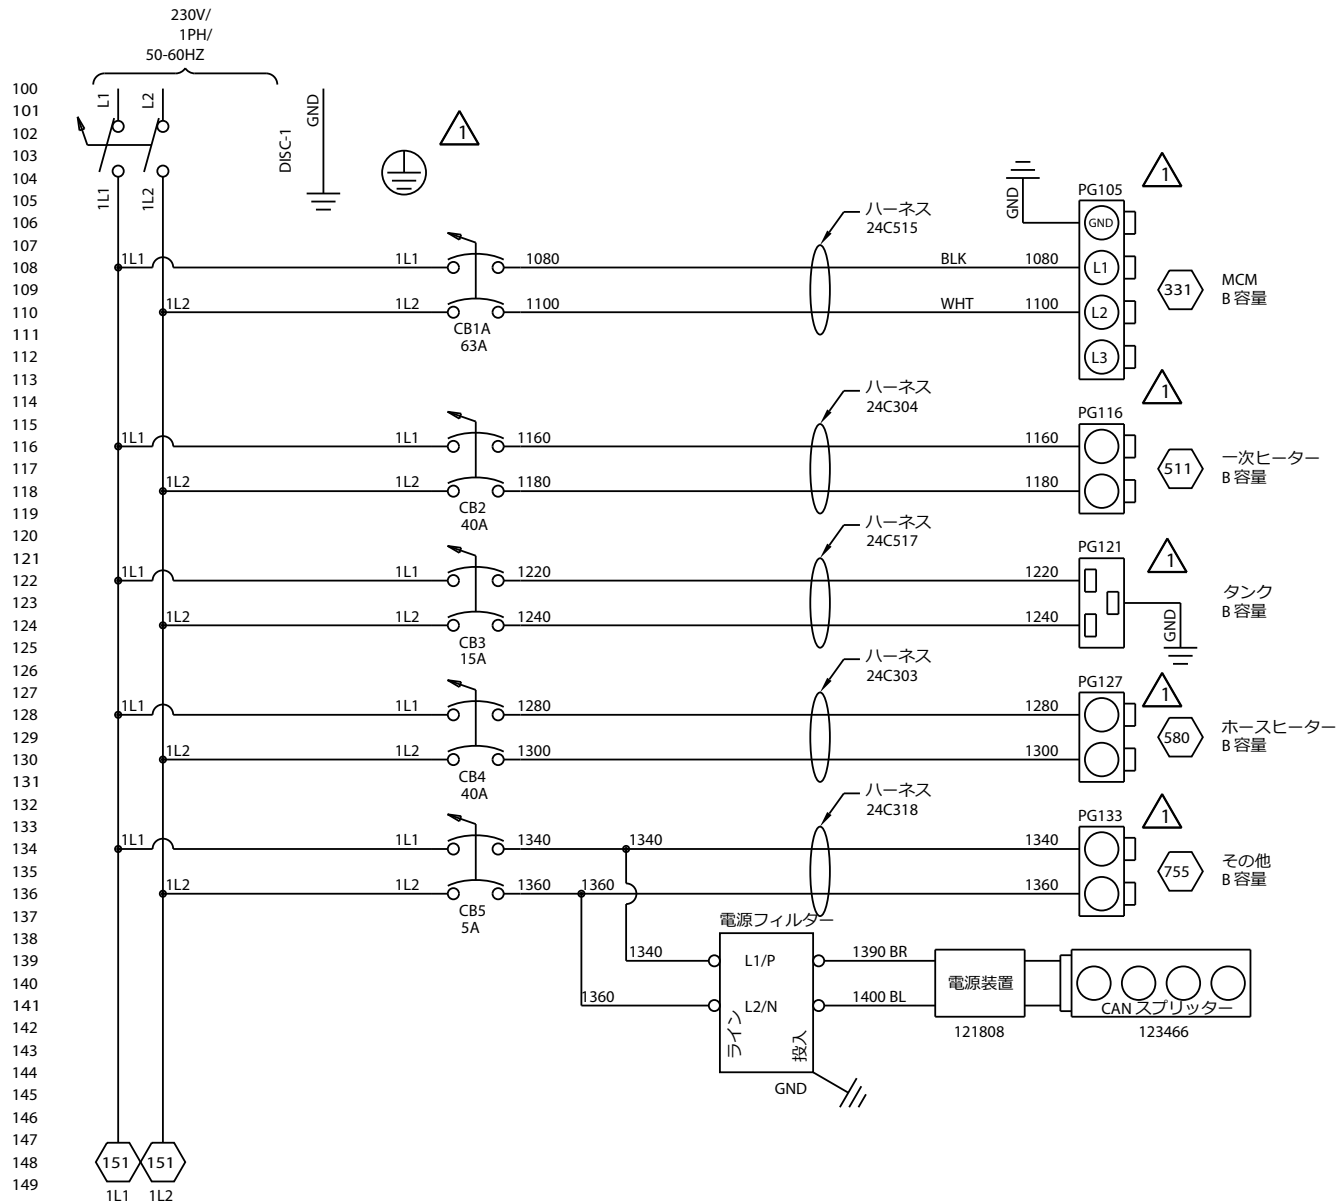 230V/
1PH/
50-60HZ
100
L1
L2
GND
101
102
1
103
DISC-1
104
1
105
1L1
1L2
GND
PG105
106
ハーネス
24C515
GND
107
108
1L1
1L1
1080
BLK
1080
L1
109
331
MCM
B 容量
110
1L2
1L2
1100
WHT
1100
L2
111
CB1A
63A
112
L3
113
114
ハーネス
24C304
1
115
PG116
116
1L1
1L1
1160
1160
117
511
一次ヒーター
B 容量
118
1L2
1L2
1180
1180
119
CB2
40A
120
ハーネス
24C517
121
PG121
1
122
1L1
1L1
1220
1220
123
タンク
B 容量
124
1L2
1L2
1240
1240
GND
125
CB3
15A
126
ハーネス
24C303
127
PG127
1
128
1L1
1L1
1280
1280
129
580
ホースヒーター
B 容量
130
1L2
1L2
1300
1300
131
CB4
40A
132
ハーネス
24C318
133
PG133
1
134
1L1
1L1
1340
1340
1340
135
755
その他
B 容量
136
1L2
1L2
1360
1360
1360
137
CB5
5A
電源フィルター
138
139
1340
L1/P
1390 BR
140
電源装置
141
1360
L2/N
1400 BL
CAN スプリッター
142
ライン
投入
121808
123466
143
144
GND
145
146
147
148
151
151
149
1L1
1L2